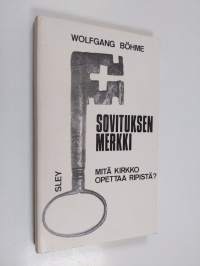 WOLFGANG BÖHME
SOVITUKSEN
MERKKI
MITÄ KIRKKO
OPETTAA RIPISTÄ?
SLEY